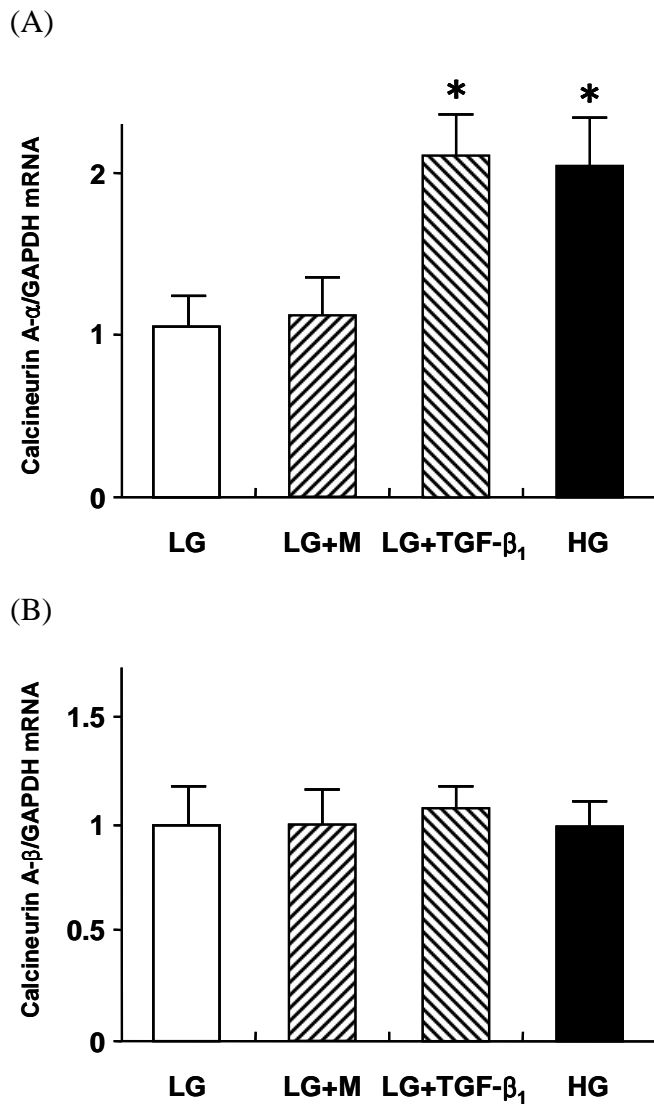 (A)
Calcineurin A-α/GAPDH mRNA
2
1
0
* *
LG LG+M LG+TGF-β₁ HG
(B)
Calcineurin A-β/GAPDH mRNA
1.5
1
0.5
0
LG LG+M LG+TGF-β₁ HG